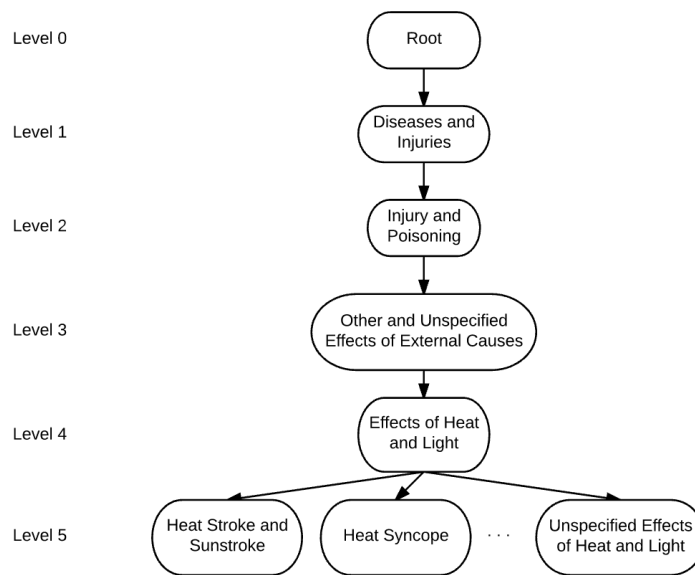 Level 0
Root
Level 1
Diseases and
Injuries
Level 2
Injury and
Poisoning
Level 3
Other and Unspecified
Effects of External Causes
Level 4
Effects of Heat
and Light
Level 5
Heat Stroke and
Sunstroke
Heat Syncope
. . .
Unspecified Effects
of Heat and Light